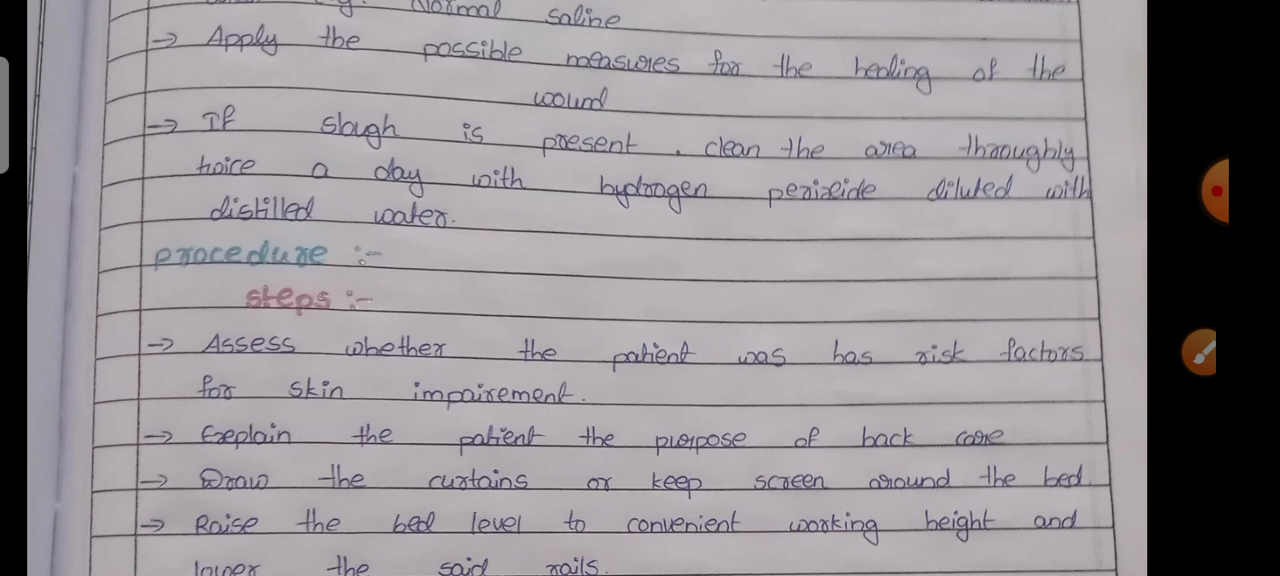 Normal saline
→ Apply the possible measures for the healing of the
wound
→ If slough is present, clean the area throughly
twice a day with hydrogen perixcide diluted with
distilled water.
procedure :-
steps :-
→ Assess whether the patient was has risk factors
for skin impairement.
→ Explain the patient the purpose of back care
→ Draw the curtains or keep screen around the bed
→ Raise the bed level to convenient working height and
lower the said rails.